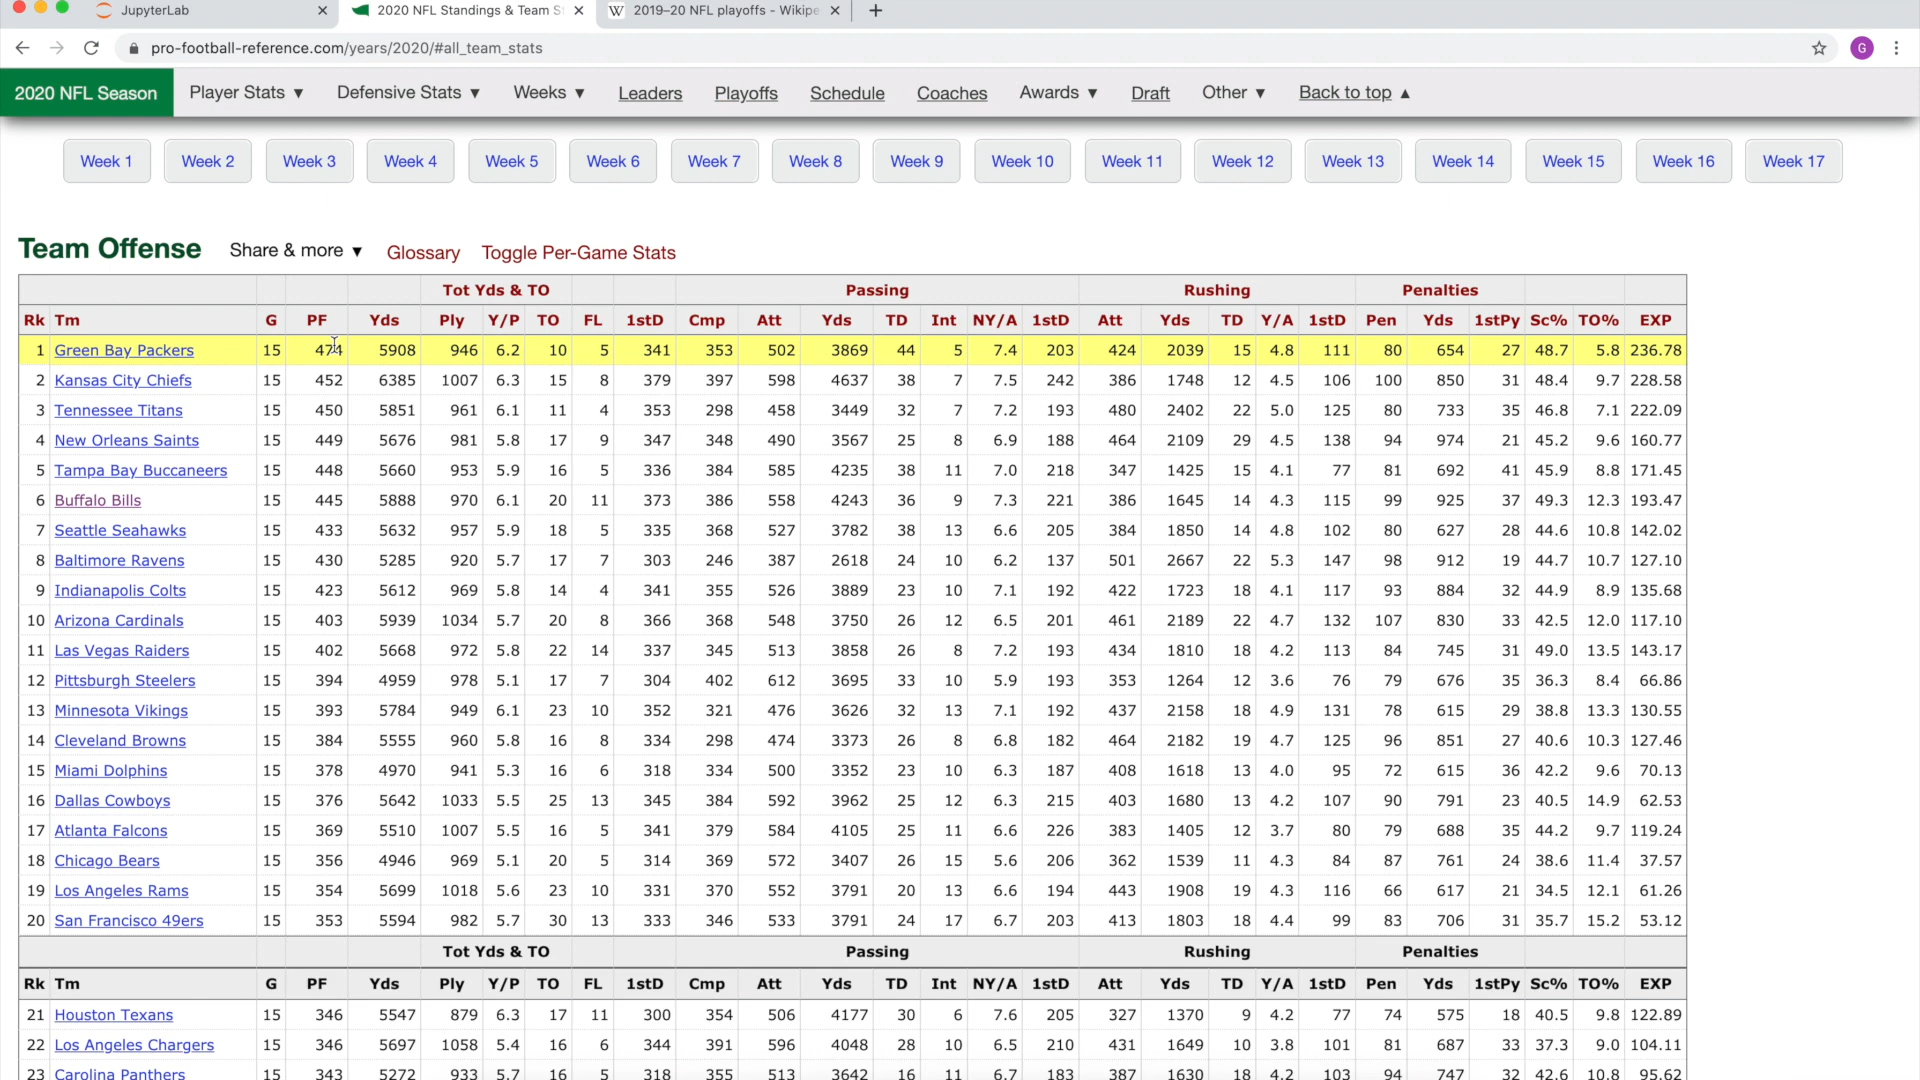 JupyterLab
2020 NFL Standings & Team S
2019–20 NFL playoffs - Wikipe
pro-football-reference.com/years/2020/#all_team_stats
G
2020 NFL Season Player Stats ▼ Defensive Stats ▼ Weeks ▼ Leaders Playoffs Schedule Coaches Awards ▼ Draft Other ▼ Back to top ▲
Week 1 Week 2 Week 3 Week 4 Week 5 Week 6 Week 7 Week 8 Week 9 Week 10 Week 11 Week 12 Week 13 Week 14 Week 15 Week 16 Week 17
Team Offense Share & more ▼ Glossary Toggle Per-Game Stats
Tot Yds & TO Passing Rushing Penalties
Rk Tm G PF Yds Ply Y/P TO FL 1stD Cmp Att Yds TD Int NY/A 1stD Att Yds TD Y/A 1stD Pen Yds 1stPy Sc% TO% EXP
1 Green Bay Packers 15 474 5908 946 6.2 10 5 341 353 502 3869 44 5 7.4 203 424 2039 15 4.8 111 80 654 27 48.7 5.8 236.78
2 Kansas City Chiefs 15 452 6385 1007 6.3 15 8 379 397 598 4637 38 7 7.5 242 386 1748 12 4.5 106 100 850 31 48.4 9.7 228.58
3 Tennessee Titans 15 450 5851 961 6.1 11 4 353 298 458 3449 32 7 7.2 193 480 2402 22 5.0 125 80 733 35 46.8 7.1 222.09
4 New Orleans Saints 15 449 5676 981 5.8 17 9 347 348 490 3567 25 8 6.9 188 464 2109 29 4.5 138 94 974 21 45.2 9.6 160.77
5 Tampa Bay Buccaneers 15 448 5660 953 5.9 16 5 336 384 585 4235 38 11 7.0 218 347 1425 15 4.1 77 81 692 41 45.9 8.8 171.45
6 Buffalo Bills 15 445 5888 970 6.1 20 11 373 386 558 4243 36 9 7.3 221 386 1645 14 4.3 115 99 925 37 49.3 12.3 193.47
7 Seattle Seahawks 15 433 5632 957 5.9 18 5 335 368 527 3782 38 13 6.6 205 384 1850 14 4.8 102 80 627 28 44.6 10.8 142.02
8 Baltimore Ravens 15 430 5285 920 5.7 17 7 303 246 387 2618 24 10 6.2 137 501 2667 22 5.3 147 98 912 19 44.7 10.7 127.10
9 Indianapolis Colts 15 423 5612 969 5.8 14 4 341 355 526 3889 23 10 7.1 192 422 1723 18 4.1 117 93 884 32 44.9 8.9 135.68
10 Arizona Cardinals 15 403 5939 1034 5.7 20 8 366 368 548 3750 26 12 6.5 201 461 2189 22 4.7 132 107 830 33 42.5 12.0 117.10
11 Las Vegas Raiders 15 402 5668 972 5.8 22 14 337 345 513 3858 26 8 7.2 193 434 1810 18 4.2 113 84 745 31 49.0 13.5 143.17
12 Pittsburgh Steelers 15 394 4959 978 5.1 17 7 304 402 612 3695 33 10 5.9 193 353 1264 12 3.6 76 79 676 35 36.3 8.4 66.86
13 Minnesota Vikings 15 393 5784 949 6.1 23 10 352 321 476 3626 32 13 7.1 192 437 2158 18 4.9 131 78 615 29 38.8 13.3 130.55
14 Cleveland Browns 15 384 5555 960 5.8 16 8 334 298 474 3373 26 8 6.8 182 464 2182 19 4.7 125 96 851 27 40.6 10.3 127.46
15 Miami Dolphins 15 378 4970 941 5.3 16 6 318 334 500 3352 23 10 6.3 187 408 1618 13 4.0 95 72 615 36 42.2 9.6 70.13
16 Dallas Cowboys 15 376 5642 1033 5.5 25 13 345 384 592 3962 25 12 6.3 215 403 1680 13 4.2 107 90 791 23 40.5 14.9 62.53
17 Atlanta Falcons 15 369 5510 1007 5.5 16 5 341 379 584 4105 25 11 6.6 226 383 1405 12 3.7 80 79 688 35 44.2 9.7 119.24
18 Chicago Bears 15 356 4946 969 5.1 20 5 314 369 572 3407 26 15 5.6 206 362 1539 11 4.3 84 87 761 24 38.6 11.4 37.57
19 Los Angeles Rams 15 354 5699 1018 5.6 23 10 331 370 552 3791 20 13 6.6 194 443 1908 19 4.3 116 66 617 21 34.5 12.1 61.26
20 San Francisco 49ers 15 353 5594 982 5.7 30 13 333 346 533 3791 24 17 6.7 203 413 1803 18 4.4 99 83 706 31 35.7 15.2 53.12
Tot Yds & TO Passing Rushing Penalties
Rk Tm G PF Yds Ply Y/P TO FL 1stD Cmp Att Yds TD Int NY/A 1stD Att Yds TD Y/A 1stD Pen Yds 1stPy Sc% TO% EXP
21 Houston Texans 15 346 5547 879 6.3 17 11 300 354 506 4177 30 6 7.6 205 327 1370 9 4.2 77 74 575 18 40.5 9.8 122.89
22 Los Angeles Chargers 15 346 5697 1058 5.4 16 6 344 391 596 4048 28 10 6.5 210 431 1649 10 3.8 101 81 687 33 37.3 9.0 104.11
23 Carolina Panthers 15 343 5272 933 5.7 16 5 318 355 513 3642 16 11 6.7 183 387 1630 18 4.2 103 94 747 32 42.6 10.8 95.62